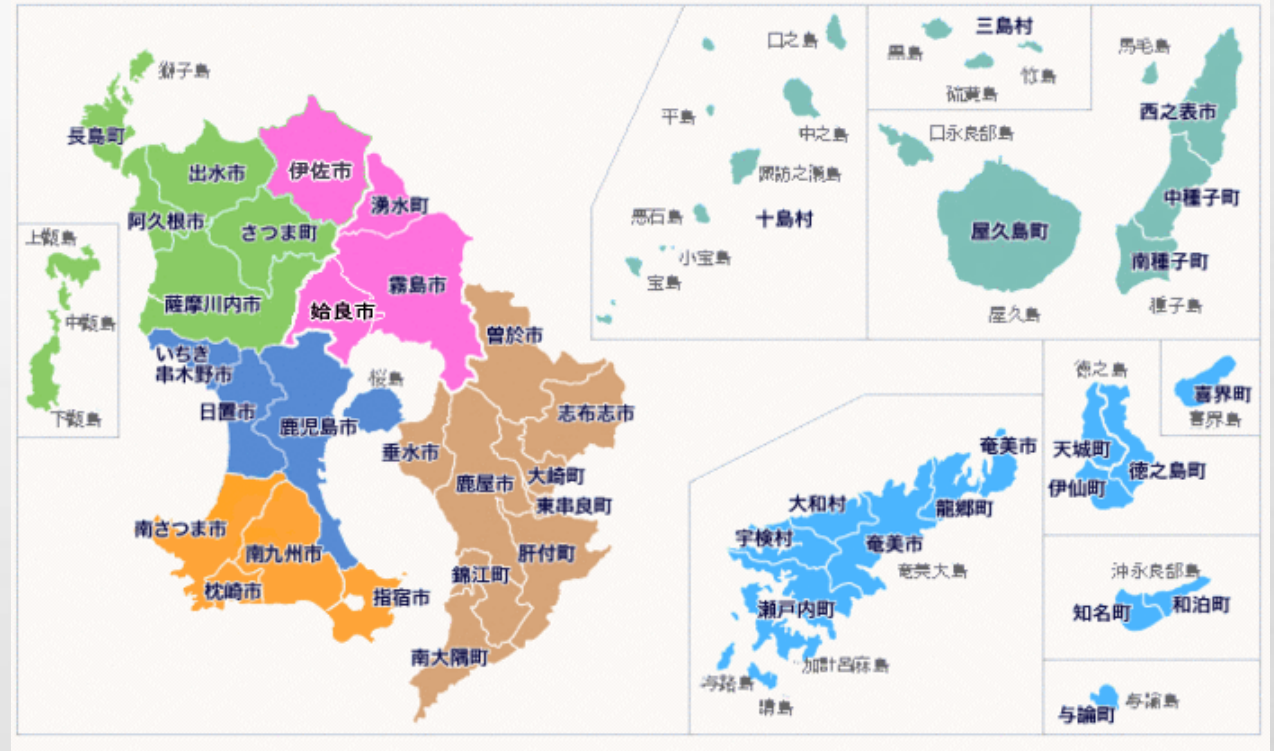 獅子島
長島町
出水市
伊佐市
阿久根市
さつま町
湧水町
上甑島
中甑島
下甑島
薩摩川内市
姶良市
霧島市
いちき
串木野市
日置市
鹿児島市
桜島
曽於市
志布志市
垂水市
鹿屋市
大崎町
東串良町
肝付町
錦江町
南大隅町
南さつま市
南九州市
枕崎市
指宿市
口之島
平島
中之島
諏訪之瀬島
悪石島
十島村
小宝島
宝島
三島村
黒島
竹島
硫黄島
馬毛島
西之表市
中種子町
南種子町
種子島
口永良部島
屋久島町
屋久島
徳之島
天城町
徳之島町
伊仙町
喜界町
喜界島
奄美市
大和村
龍郷町
宇検村
奄美市
奄美大島
瀬戸内町
加計呂麻島
沖永良部島
知名町
和泊町
与論町
与論島